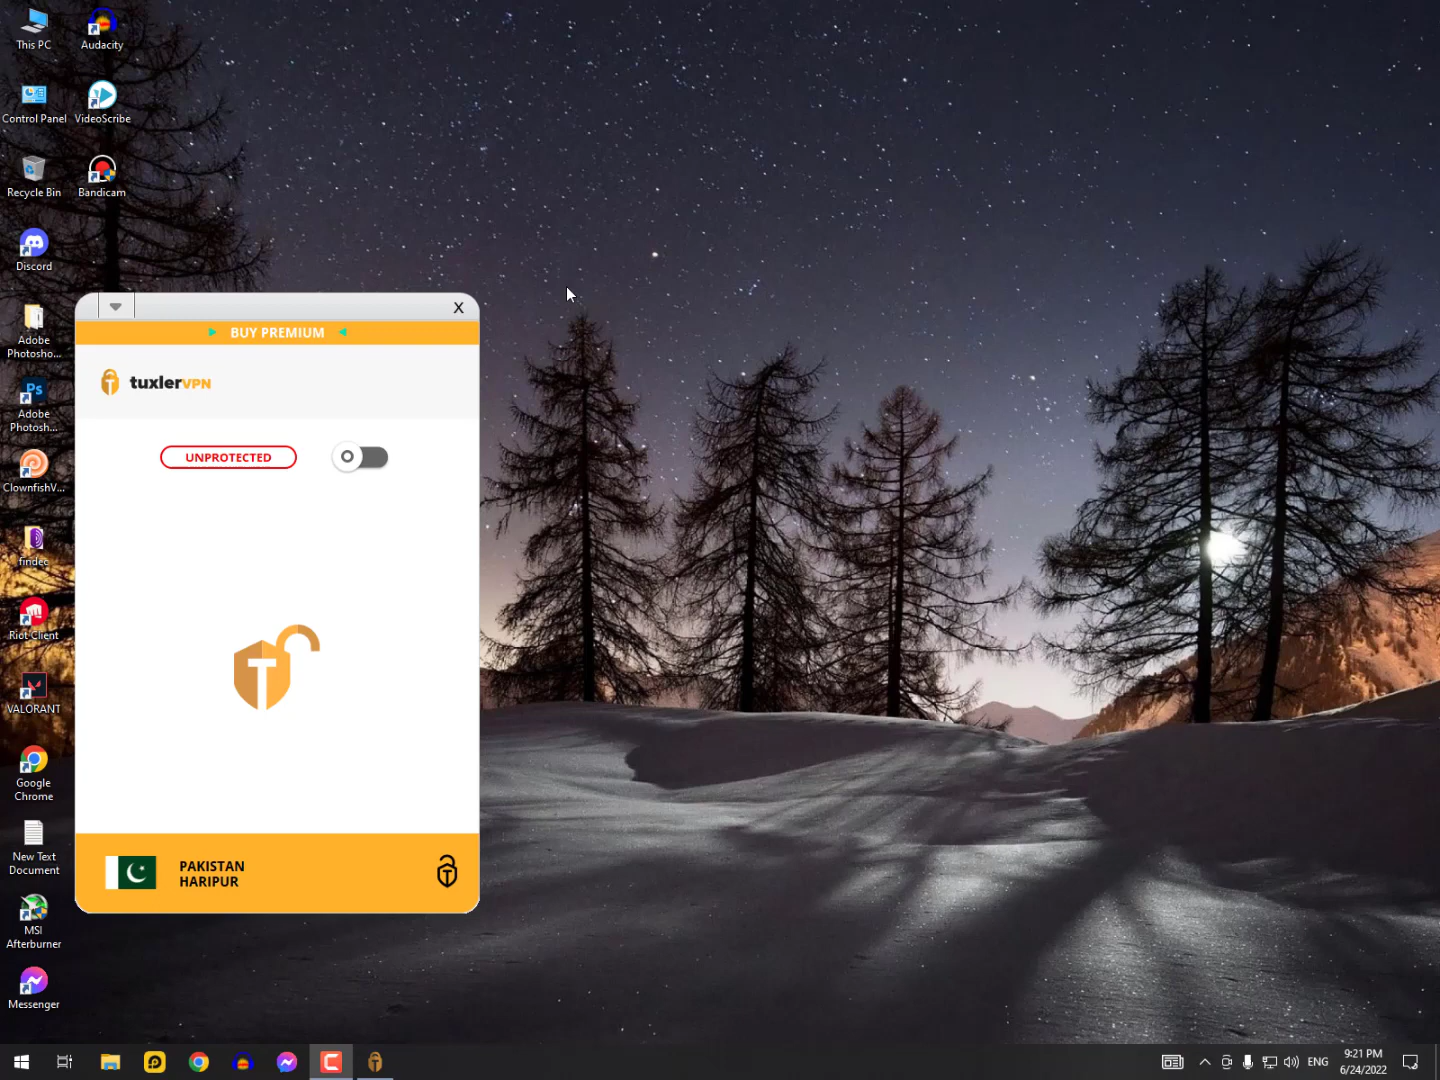 This PC
Audacity
Control Panel
VideoScribe
Recycle Bin
Bandicam
Discord
Adobe
Photosho...
Ps
Adobe
Photosh...
ClownfishV...
findec
Riot Client
VALORANT
Google
Chrome
New Text
Document
MSI
Afterburner
Messenger
X
BUY PREMIUM
T tuxlerVPN
UNPROTECTED
T
PAKISTAN
HARIPUR
T
ENG
9:21 PM
6/24/2022